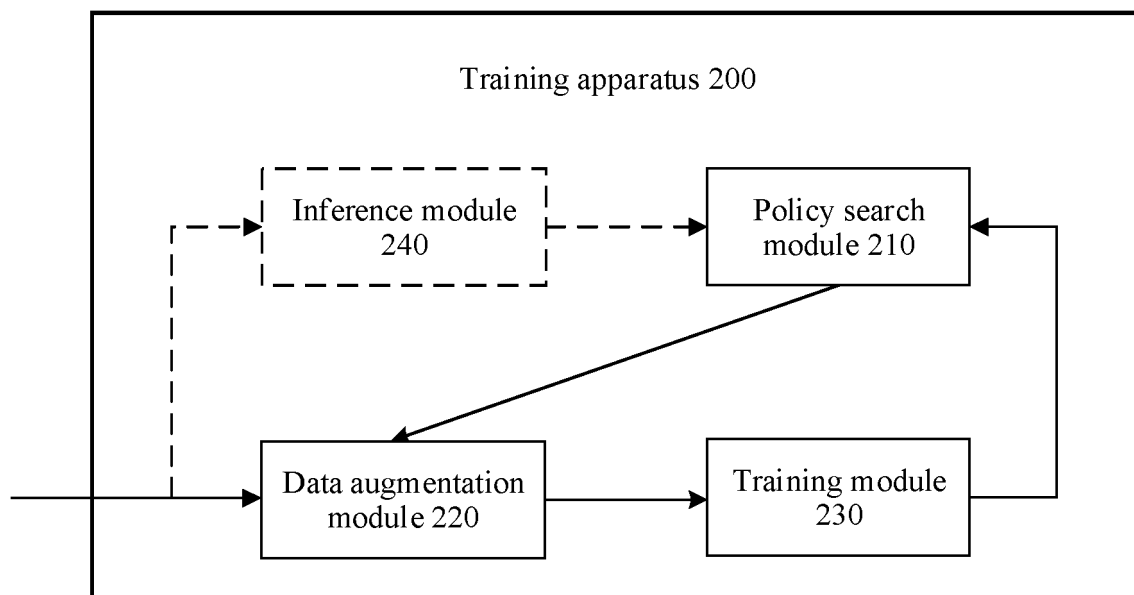 Training apparatus 200
Inference module
240
Policy search
module 210
Data augmentation
module 220
Training module
230